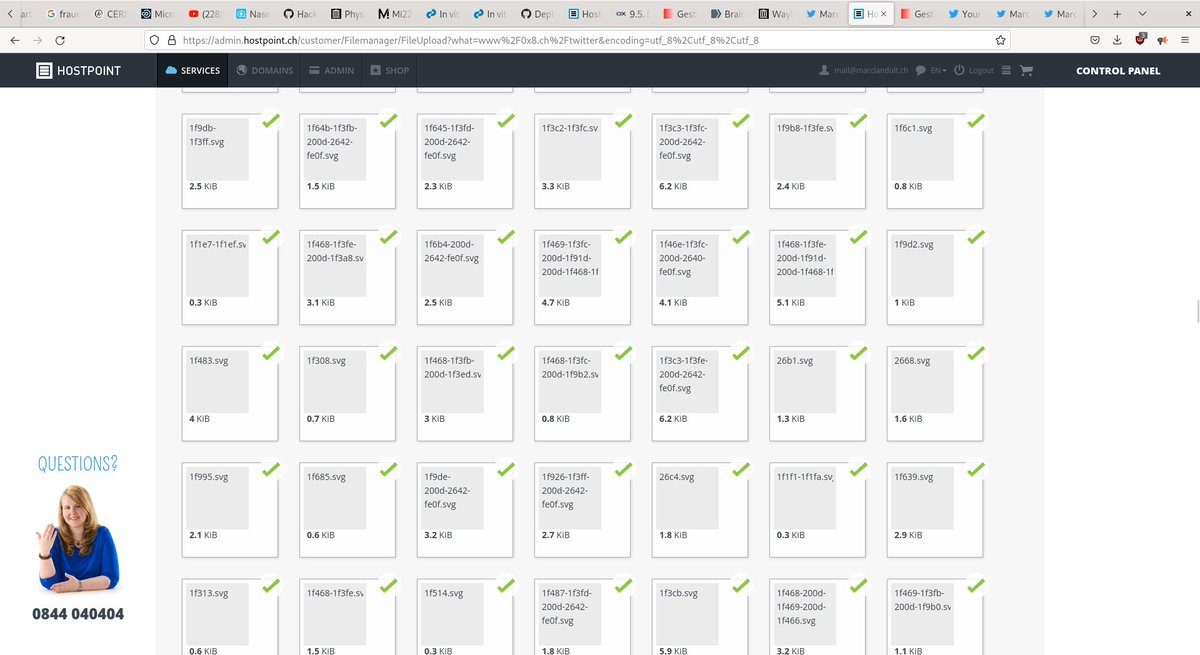 art
G frauc
@ CERN
Micr
(228)
Nase
Hack
Phys
M Mi22
In vit
In vit
Depl
Host
ox 9.5. [
Gesta
Brain
Way
Marc
Ho
Gest
Your
Marc
Marc
https://admin.hostpoint.ch/customer/Filemanager/FileUpload?what=www%2F0x8.ch%2Ftwitter&encoding=utf_8%2Cutf_8%2Cutf_8
HOSTPOINT
SERVICES
DOMAINS
ADMIN
SHOP
mail@marclandolt.ch
EN
Logout
CONTROL PANEL
1f9db-
1f3ff.svg
2.5 KiB
1f64b-1f3fb-
200d-2642-
fe0f.svg
1.5 KiB
1f645-1f3fd-
200d-2642-
fe0f.svg
2.3 KiB
1f3c2-1f3fc.sv
3.3 KiB
1f3c3-1f3fc-
200d-2642-
fe0f.svg
6.2 KiB
1f9b8-1f3fe.sv
2.4 KiB
1f6c1.svg
0.8 KiB
1f1e7-1f1ef.sv
0.3 KiB
1f468-1f3fe-
200d-1f3a8.sv
3.1 KiB
1f6b4-200d-
2642-fe0f.svg
2.5 KiB
1f469-1f3fc-
200d-1f91d-
200d-1f468-1f
4.7 KiB
1f46e-1f3fc-
200d-2640-
fe0f.svg
4.1 KiB
1f468-1f3fe-
200d-1f91d-
200d-1f468-1f
5.1 KiB
1f9d2.svg
1 KiB
1f483.svg
4 KiB
1f308.svg
0.7 KiB
1f468-1f3fb-
200d-1f3ed.sv
3 KiB
1f468-1f3fc-
200d-1f9b2.sv
0.8 KiB
1f3c3-1f3fe-
200d-2642-
fe0f.svg
6.2 KiB
26b1.svg
1.3 KiB
2668.svg
1.6 KiB
1f995.svg
2.1 KiB
1f685.svg
0.6 KiB
1f9de-
200d-2642-
fe0f.svg
3.2 KiB
1f926-1f3ff-
200d-2642-
fe0f.svg
2.7 KiB
26c4.svg
1.8 KiB
1f1f1-1f1fa.sv
0.3 KiB
1f639.svg
2.9 KiB
1f313.svg
0.6 KiB
1f468-1f3fe.sv
1.5 KiB
1f514.svg
0.3 KiB
1f487-1f3fd-
200d-2642-
fe0f.svg
1.8 KiB
1f3cb.svg
5.9 KiB
1f468-200d-
1f469-200d-
1f466.svg
3.2 KiB
1f469-1f3fb-
200d-1f9b0.sv
1.1 KiB
QUESTIONS?
0844 040404